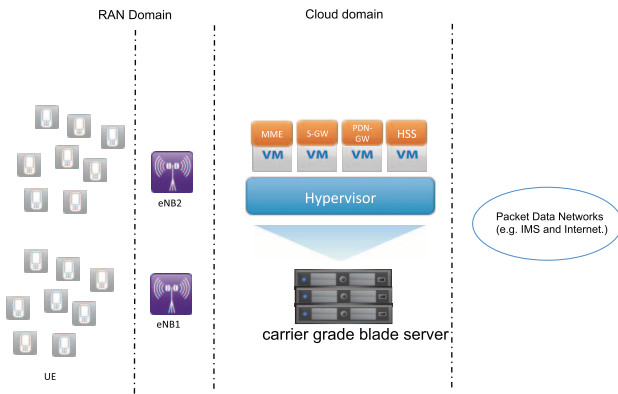 RAN Domain
Cloud domain
MME
S-GW
PDN-
GW
HSS
VM
VM
VM
VM
Hypervisor
eNB2
Packet Data Networks
(e.g. IMS and Internet.)
eNB1
carrier grade blade server
UE